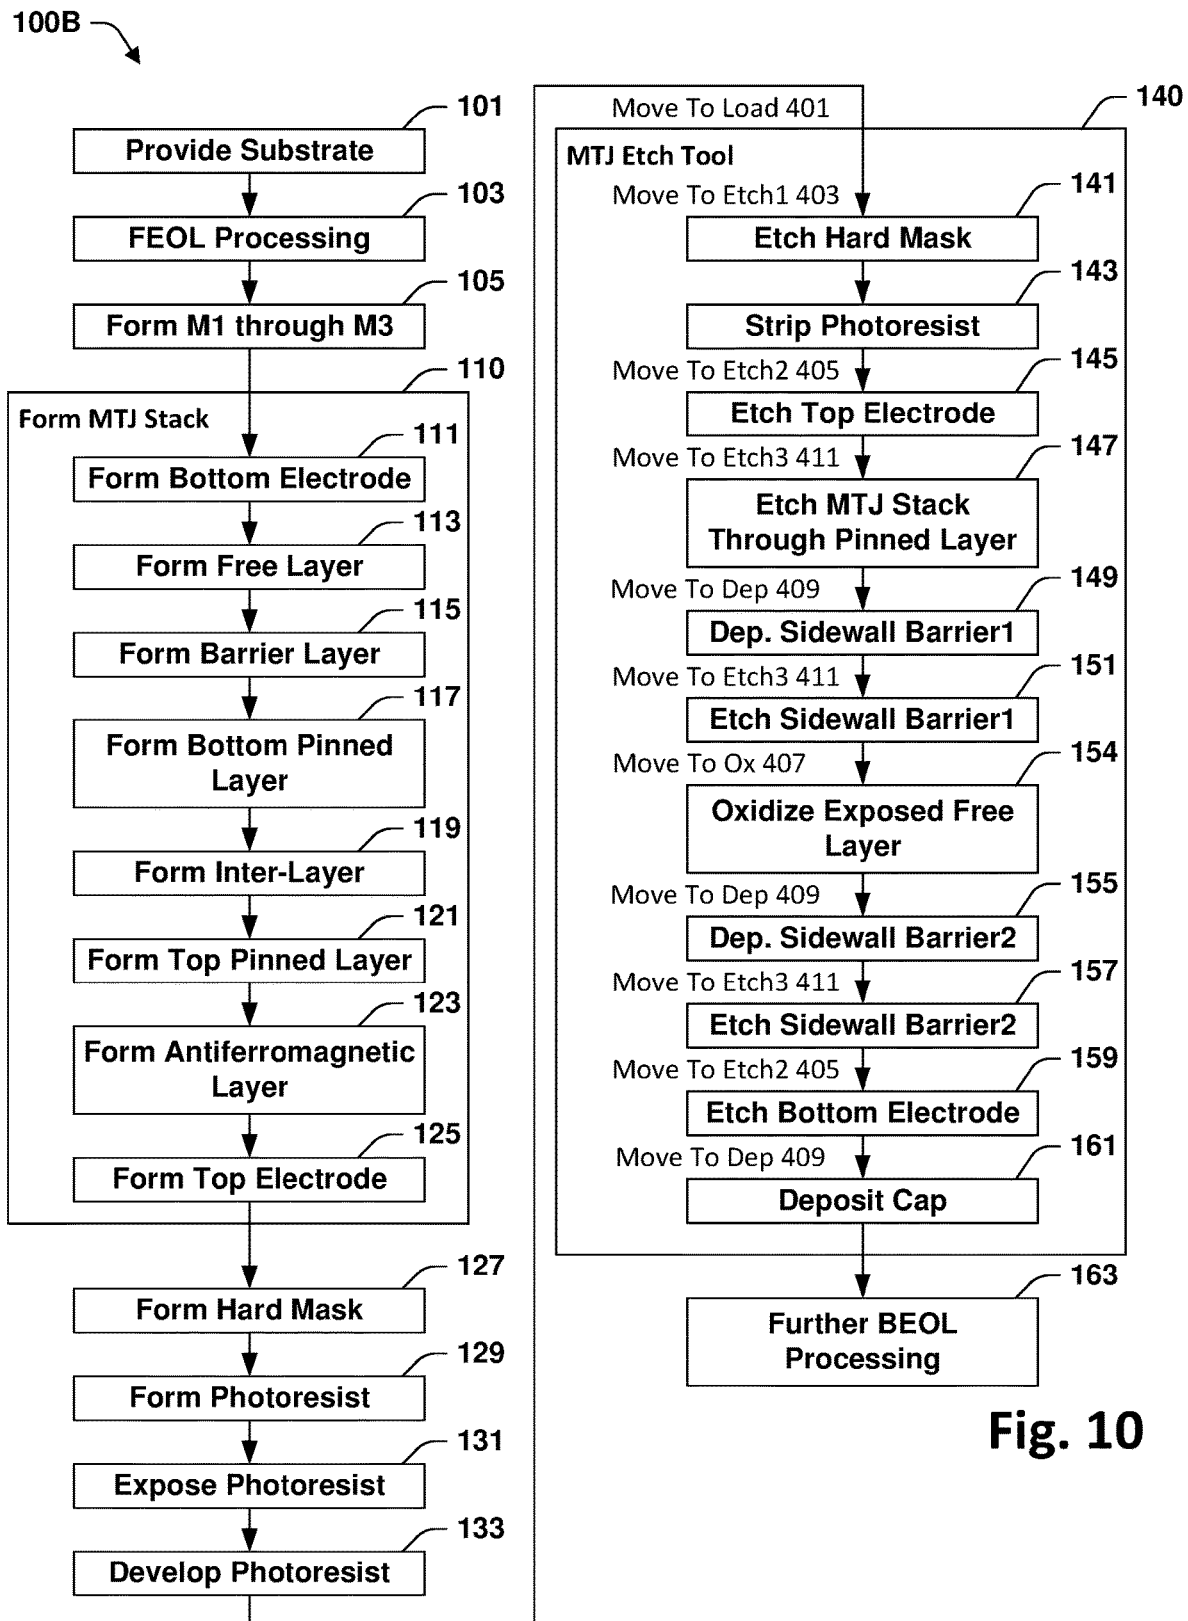 100B
101
Provide Substrate
103
FEOL Processing
105
Form M1 through M3
110
Form MTJ Stack
111
Form Bottom Electrode
113
Form Free Layer
115
Form Barrier Layer
117
Form Bottom Pinned
Layer
119
Form Inter-Layer
121
Form Top Pinned Layer
123
Form Antiferromagnetic
Layer
125
Form Top Electrode
127
Form Hard Mask
129
Form Photoresist
131
Expose Photoresist
133
Develop Photoresist
Move To Load 401
140
MTJ Etch Tool
Move To Etch1 403
141
Etch Hard Mask
143
Strip Photoresist
Move To Etch2 405
145
Etch Top Electrode
Move To Etch3 411
147
Etch MTJ Stack
Through Pinned Layer
Move To Dep 409
149
Dep. Sidewall Barrier1
Move To Etch3 411
151
Etch Sidewall Barrier1
Move To Ox 407
154
Oxidize Exposed Free
Layer
Move To Dep 409
155
Dep. Sidewall Barrier2
Move To Etch3 411
157
Etch Sidewall Barrier2
Move To Etch2 405
159
Etch Bottom Electrode
Move To Dep 409
161
Deposit Cap
163
Further BEOL
Processing
Fig. 10